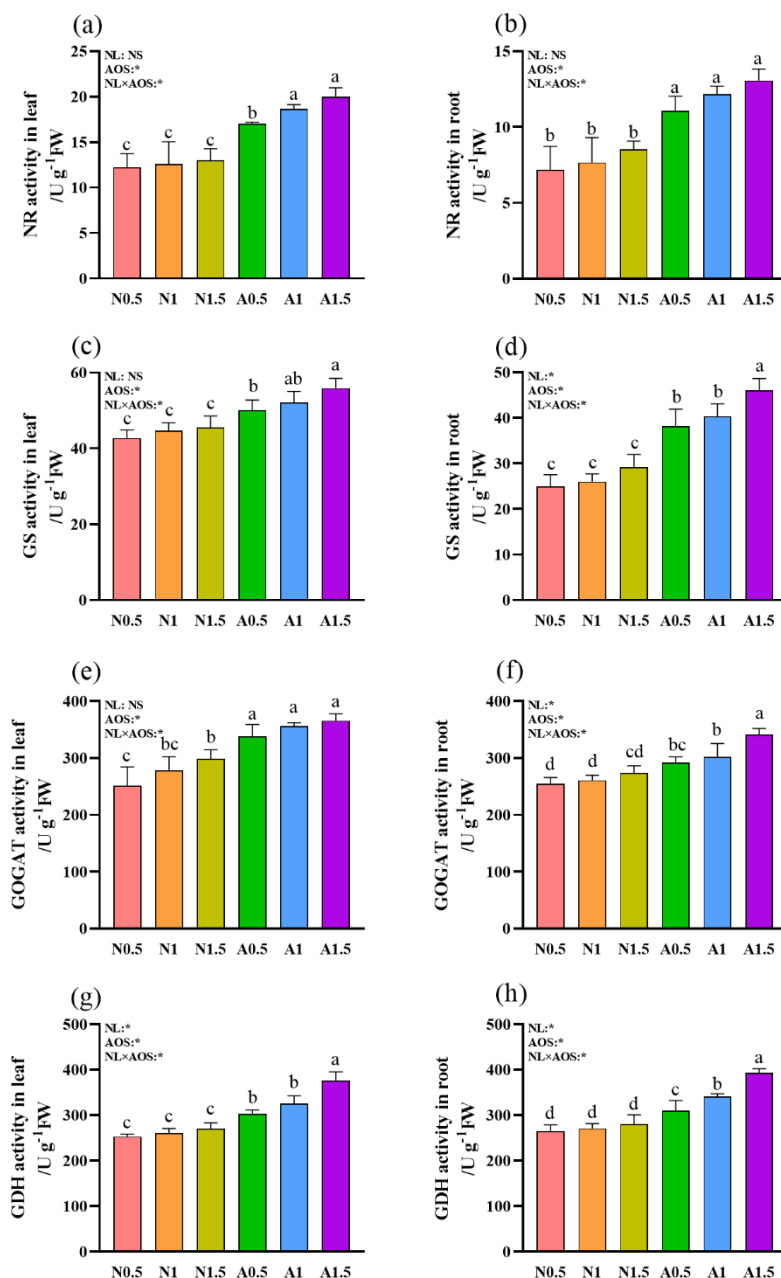 (a)
NR activity in leaf
/U g⁻¹FW
NL: NS
AOS:*
NL×AOS:*
25
20
15
10
5
0
c
c
c
b
a
a
N0.5 N1 N1.5 A0.5 A1 A1.5
(b)
NR activity in root
/U g⁻¹FW
NL: NS
AOS:*
NL×AOS:*
15
10
5
0
b
b
b
a
a
a
N0.5 N1 N1.5 A0.5 A1 A1.5
(c)
GS activity in leaf
/U g⁻¹FW
NL: NS
AOS:*
NL×AOS:*
60
40
20
0
c
c
c
b
ab
a
N0.5 N1 N1.5 A0.5 A1 A1.5
(d)
GS activity in root
/U g⁻¹FW
NL:*
AOS:*
NL×AOS:*
50
40
30
20
10
0
c
c
c
b
b
a
N0.5 N1 N1.5 A0.5 A1 A1.5
(e)
GOGAT activity in leaf
/U g⁻¹FW
NL: NS
AOS:*
NL×AOS:*
400
300
200
100
0
c
bc
b
a
a
a
N0.5 N1 N1.5 A0.5 A1 A1.5
(f)
GOGAT activity in root
/U g⁻¹FW
NL:*
AOS:*
NL×AOS:*
400
300
200
100
0
d
d
cd
bc
b
a
N0.5 N1 N1.5 A0.5 A1 A1.5
(g)
GDH activity in leaf
/U g⁻¹FW
NL:*
AOS:*
NL×AOS:*
500
400
300
200
100
0
c
c
c
b
b
a
N0.5 N1 N1.5 A0.5 A1 A1.5
(h)
GDH activity in root
/U g⁻¹FW
NL:*
AOS:*
NL×AOS:*
500
400
300
200
100
0
d
d
d
c
b
a
N0.5 N1 N1.5 A0.5 A1 A1.5